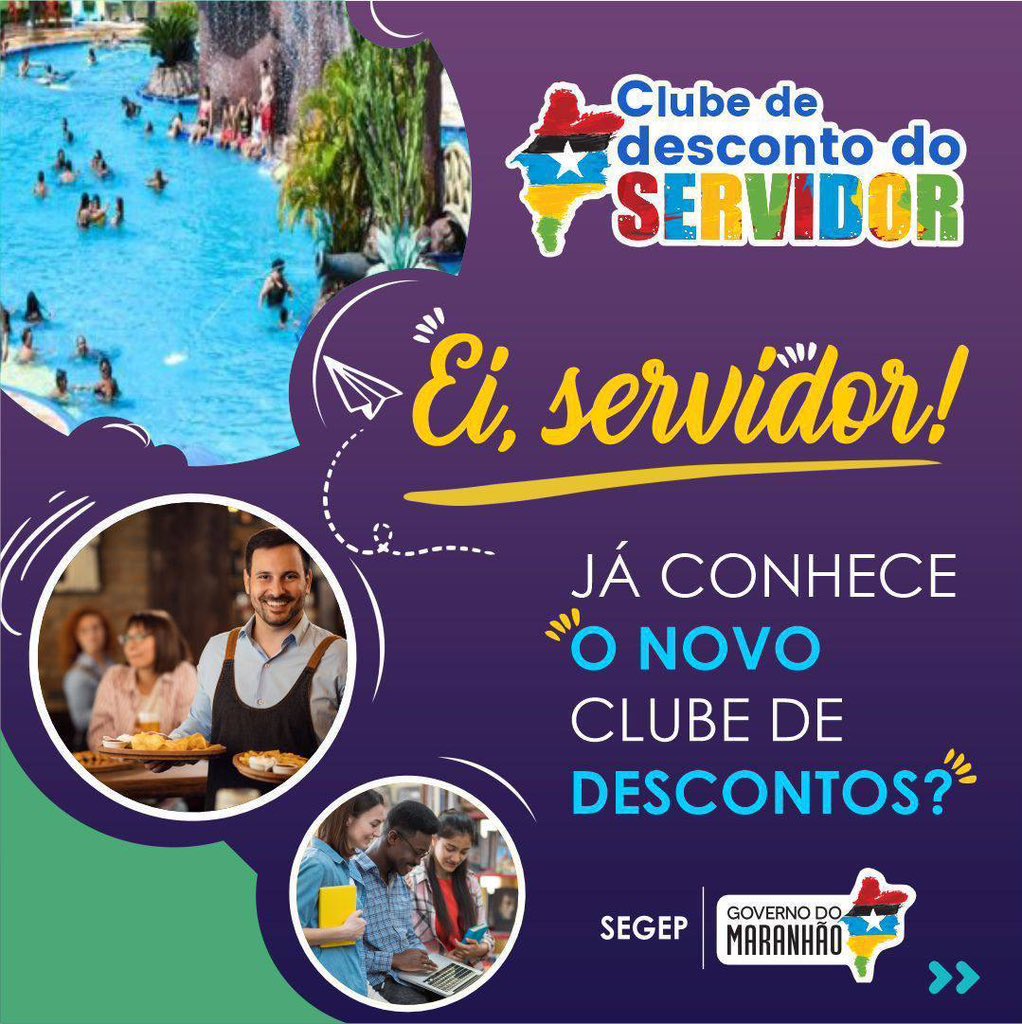 Clube de
desconto do
SERVIDOR
Ei, servidor!
JÁ CONHECE
O NOVO
CLUBE DE
DESCONTOS?
SEGEP
GOVERNO DO
MARANHÃO